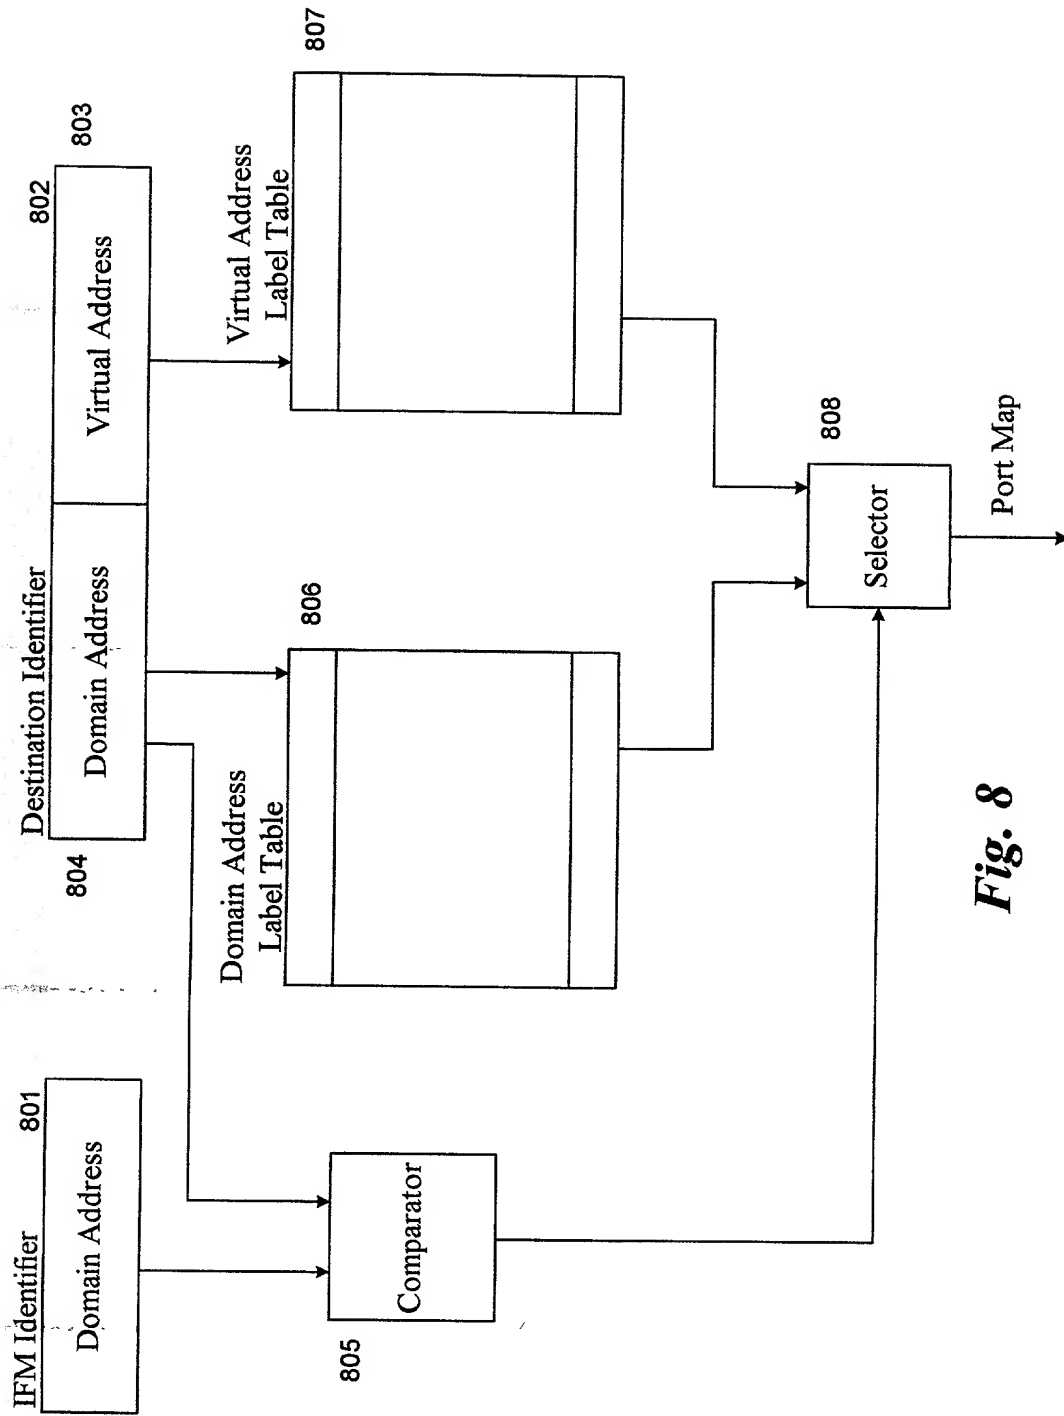 IFM Identifier
801
Domain Address
Destination Identifier
802
804
Domain Address
Virtual Address
803
805
Comparator
Domain Address
Label Table
806
Virtual Address
Label Table
807
Selector
808
Port Map
Fig. 8